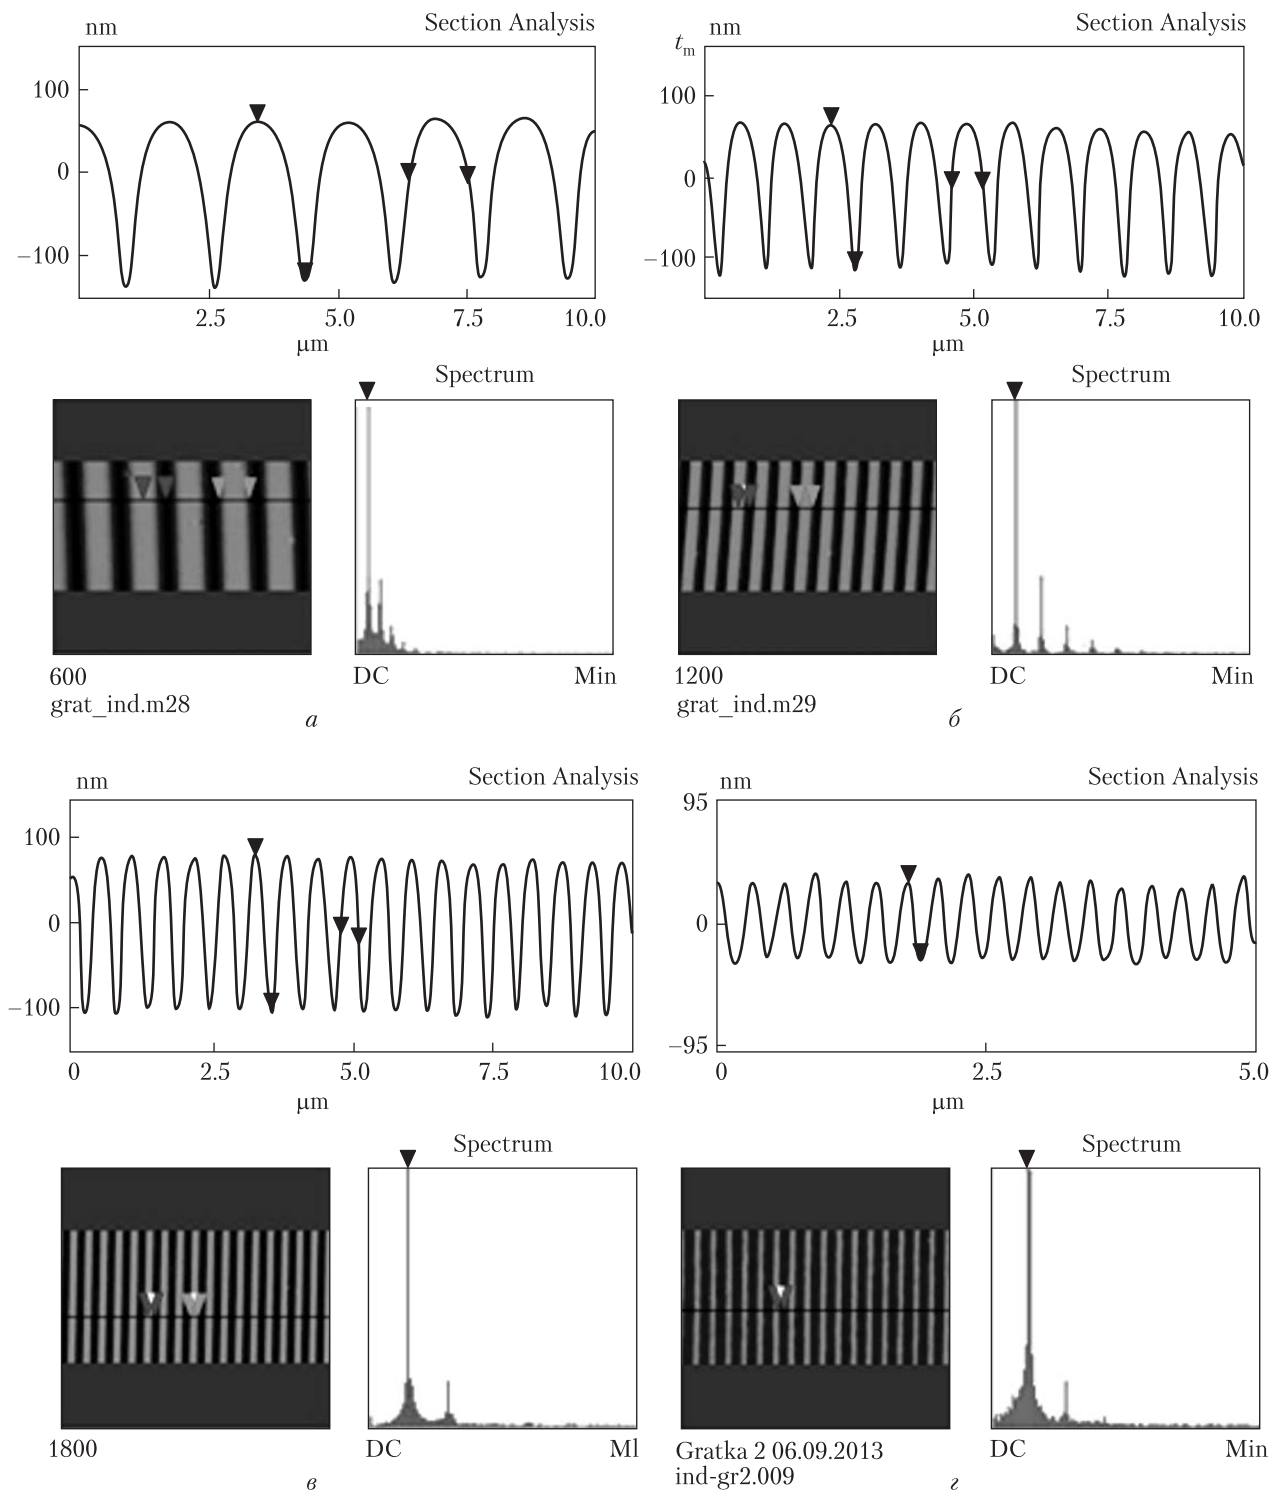 nm Section Analysis
100
0
−100
2.5 5.0 7.5 10.0
μm
Spectrum
DC Min
600
grat_ind.m28
а
nm Section Analysis
tm
100
0
−100
2.5 5.0 7.5 10.0
μm
Spectrum
DC Min
1200
grat_ind.m29
б
nm Section Analysis
100
0
−100
0 2.5 5.0 7.5 10.0
μm
Spectrum
DC Ml
1800
в
nm Section Analysis
95
0
−95
0 2.5 5.0
μm
Spectrum
DC Min
Gratka 2 06.09.2013
ind-gr2.009
г